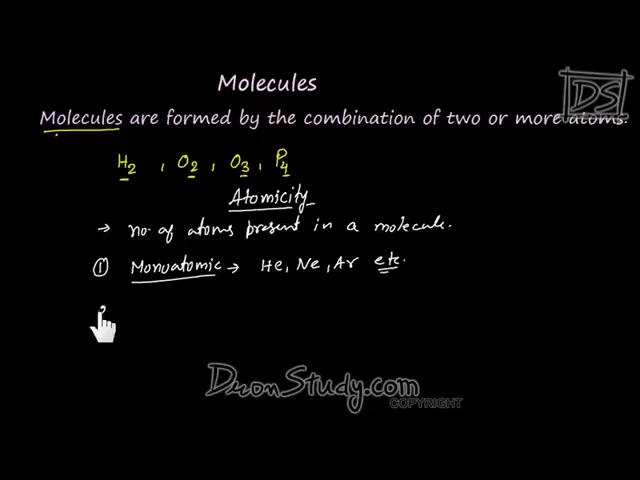 Molecules
DS
Molecules are formed by the combination of two or more atoms.
H2 , O2 , O3 , P4
Atomicity
→ no. of atoms present in a molecule.
① Monoatomic → He, Ne, Ar etc.
DronStudy.com
COPYRIGHT